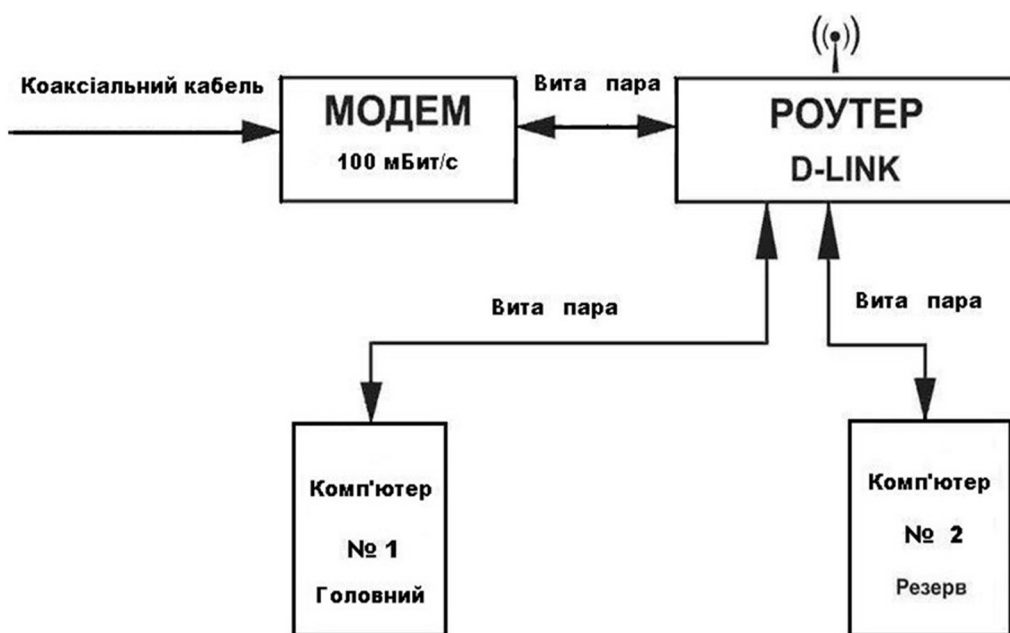 Коаксіальний кабель
МОДЕМ
100 мБит/с
Вита пара
РОУТЕР
D-LINK
Вита пара
Вита пара
Комп'ютер
№ 1
Головний
Комп'ютер
№ 2
Резерв